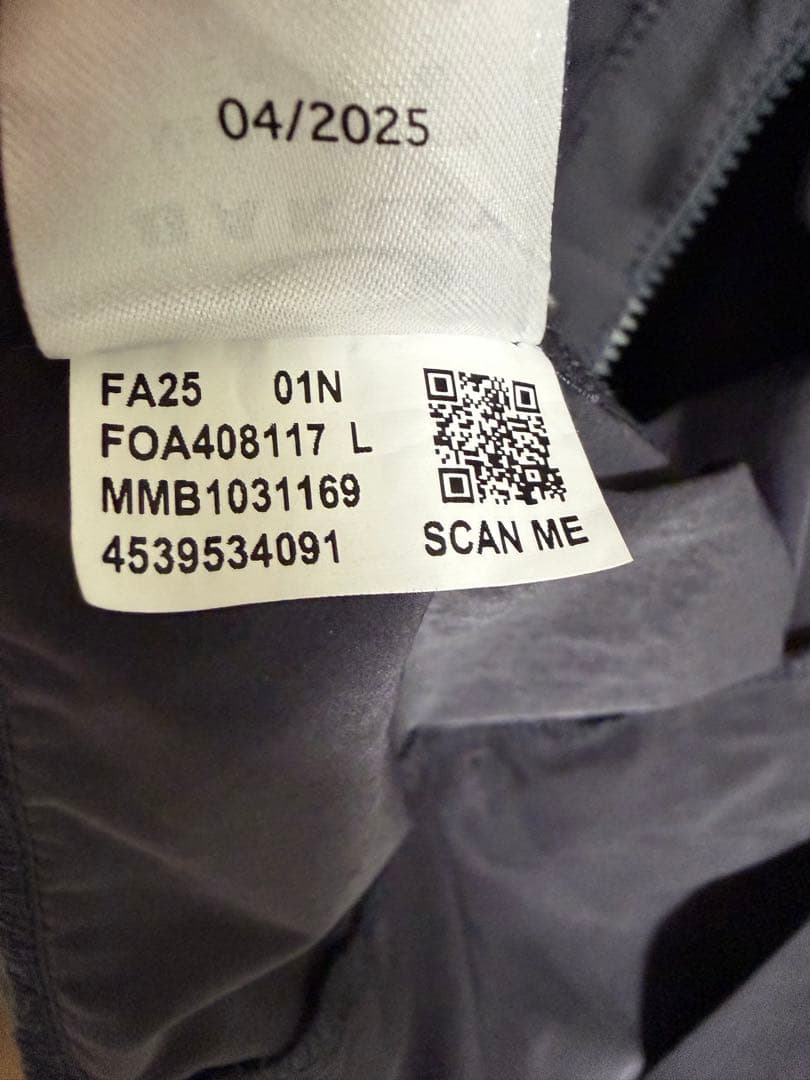 04/2025
FA25 01N
FOA408117 L
MMB1031169
4539534091
SCAN ME